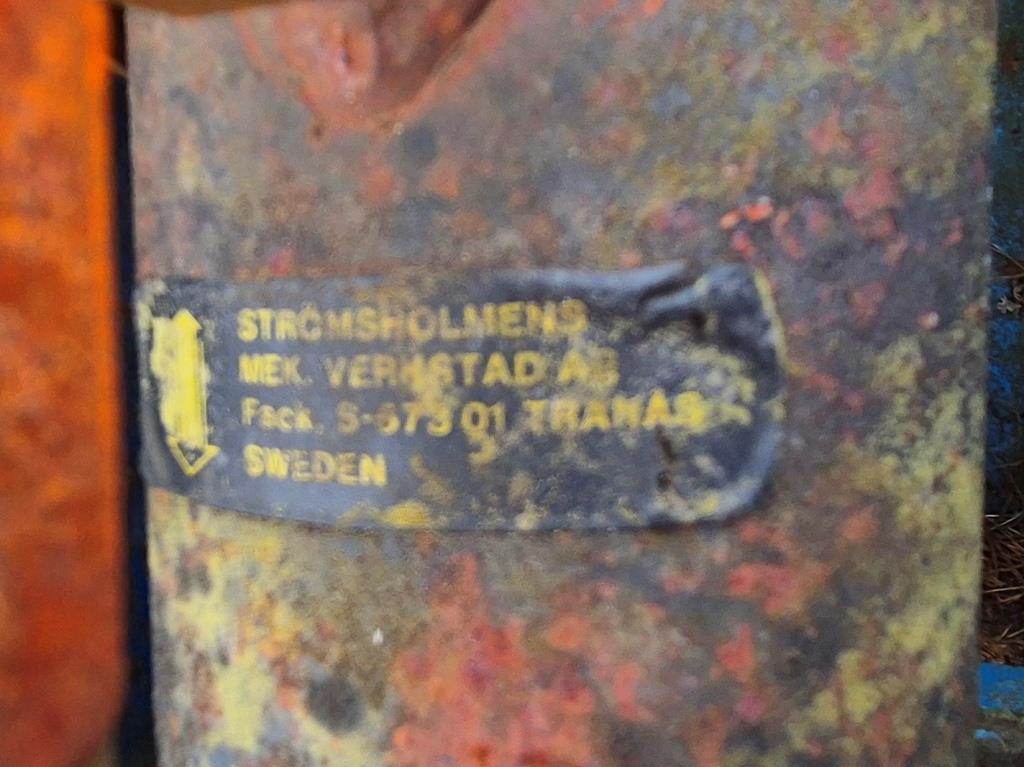 STRÖMSHOLMENS
MEK. VERKSTAD AB
Fack, S-573 01 TRANÅS
SWEDEN